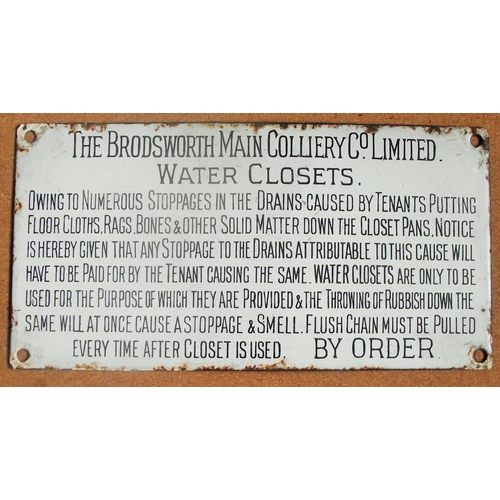 THE BRODSWORTH MAIN COLLIERY CO LIMITED.
WATER CLOSETS.
OWING TO NUMEROUS STOPPAGES IN THE DRAINS CAUSED BY TENANTS PUTTING
FLOOR CLOTHS, RAGS, BONES & OTHER SOLID MATTER DOWN THE CLOSET PANS. NOTICE
IS HEREBY GIVEN THAT ANY STOPPAGE TO THE DRAINS ATTRIBUTABLE TO THIS CAUSE WILL
HAVE TO BE PAID FOR BY THE TENANT CAUSING THE SAME. WATER CLOSETS ARE ONLY TO BE
USED FOR THE PURPOSE OF WHICH THEY ARE PROVIDED & THE THROWING OF RUBBISH DOWN THE
SAME WILL AT ONCE CAUSE A STOPPAGE & SMELL. FLUSH CHAIN MUST BE PULLED
EVERY TIME AFTER CLOSET IS USED BY ORDER